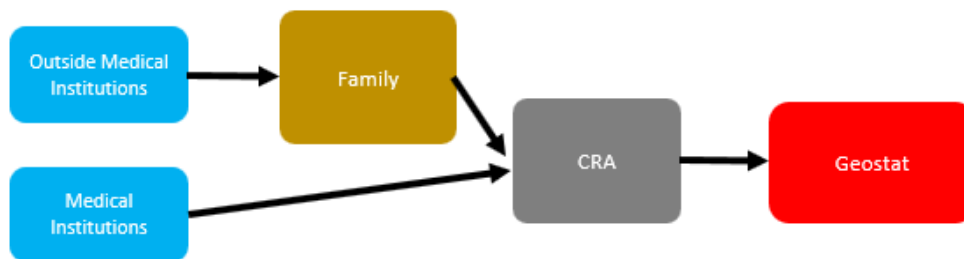 Outside Medical
Institutions
Family
CRA
Geostat
Medical
Institutions